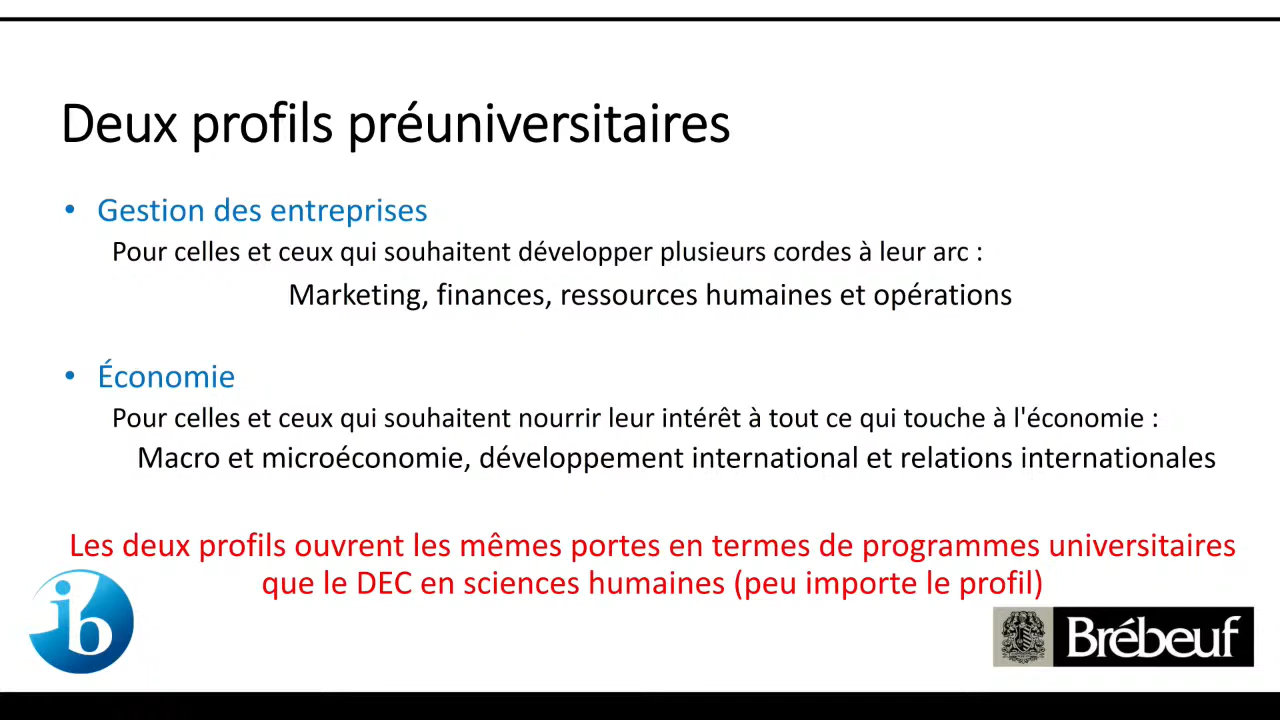 Deux profils préuniversitaires
• Gestion des entreprises
Pour celles et ceux qui souhaitent développer plusieurs cordes à leur arc :
Marketing, finances, ressources humaines et opérations
• Économie
Pour celles et ceux qui souhaitent nourrir leur intérêt à tout ce qui touche à l'économie :
Macro et microéconomie, développement international et relations internationales
Les deux profils ouvrent les mêmes portes en termes de programmes universitaires
que le DEC en sciences humaines (peu importe le profil)
ib
Brébeuf